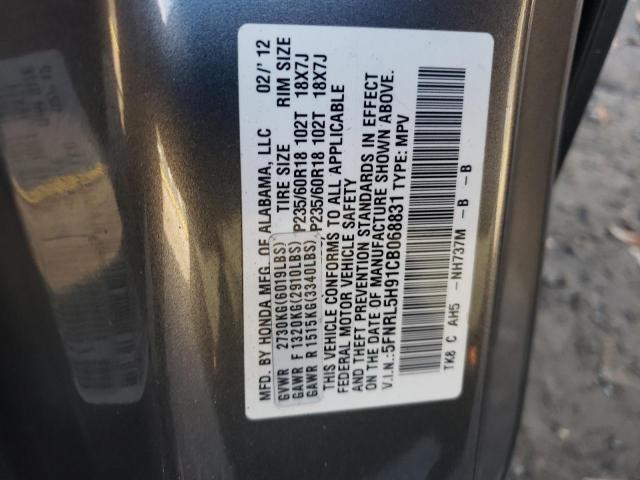 MFD. BY HONDA MFG. OF ALABAMA, LLC 02/'12
GVWR 2730KG(6019LBS) TIRE SIZE RIM SIZE
GAWR F 1320KG(2910LBS) P235/60R18 102T 18X7J
GAWR R 1515KG(3340LBS) P235/60R18 102T 18X7J
THIS VEHICLE CONFORMS TO ALL APPLICABLE
FEDERAL MOTOR VEHICLE SAFETY
AND THEFT PREVENTION STANDARDS IN EFFECT
ON THE DATE OF MANUFACTURE SHOWN ABOVE.
V.I.N.:5FNRL5H91CB068831 TYPE: MPV
TK8 C AH5 -NH737M -B -B